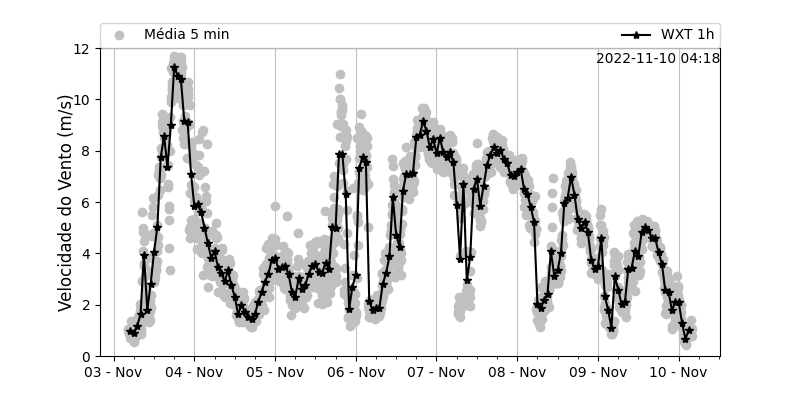 Média 5 min
WXT 1h
2022-11-10 04:18
Velocidade do Vento (m/s)
12
10
8
6
4
2
0
03 - Nov
04 - Nov
05 - Nov
06 - Nov
07 - Nov
08 - Nov
09 - Nov
10 - Nov